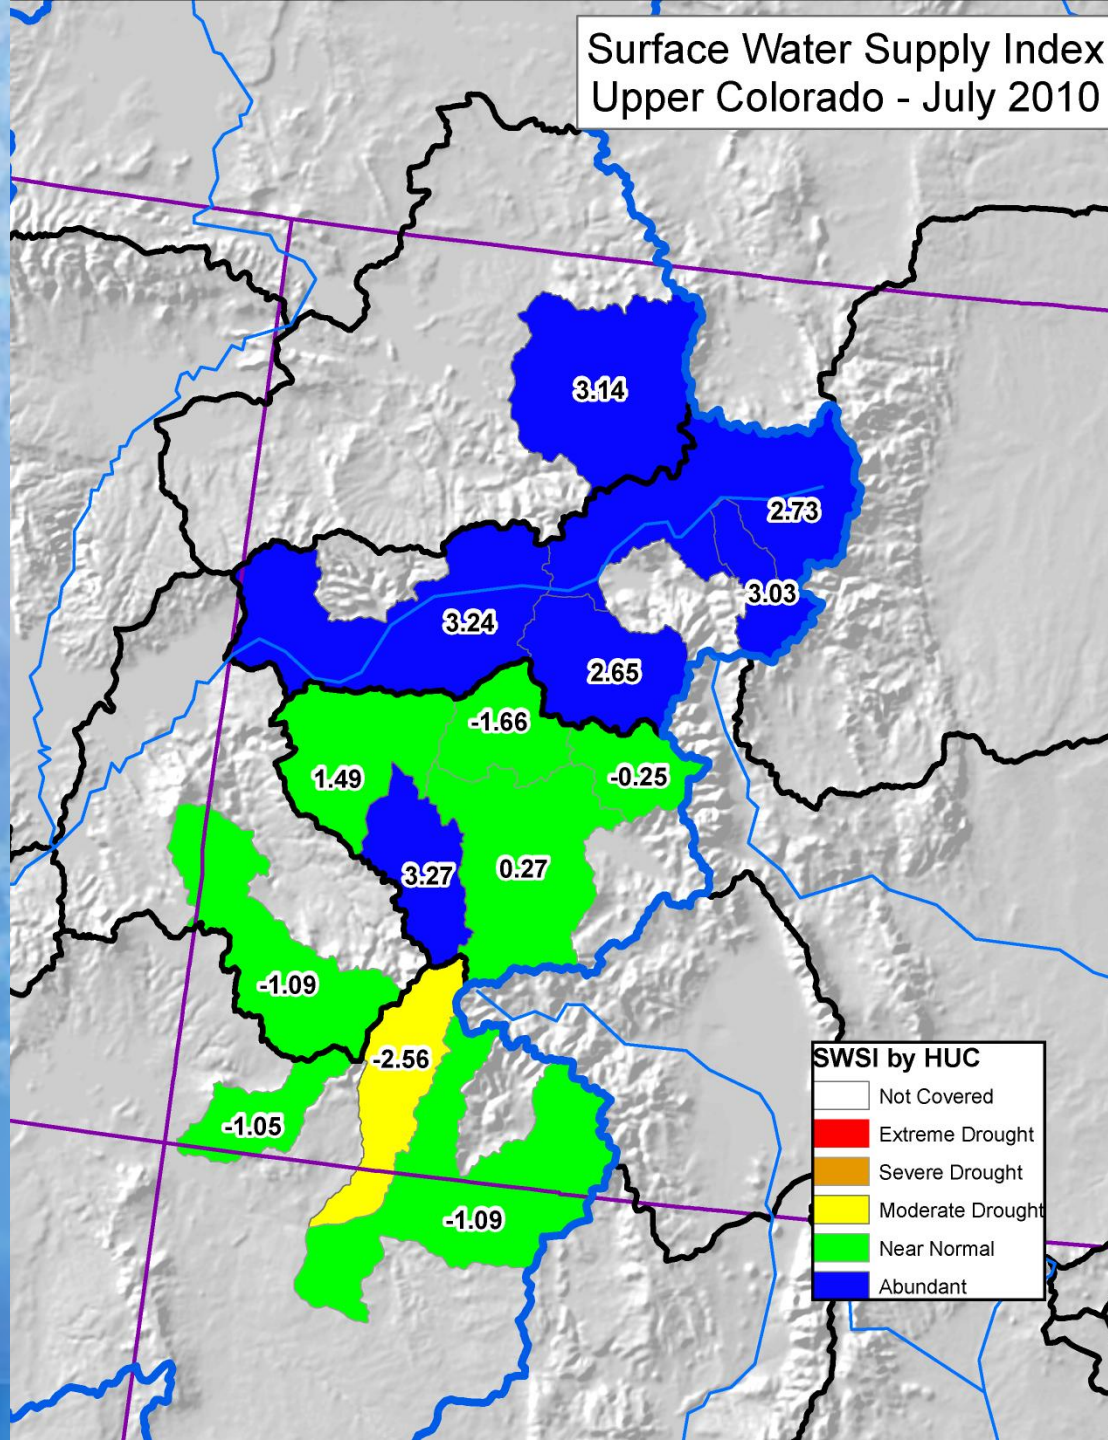 Surface Water Supply Index
Upper Colorado - July 2010
3.14
2.73
3.03
3.24
2.65
-1.66
-0.25
1.49
3.27
0.27
-1.09
-2.56
-1.05
-1.09
SWSI by HUC
Not Covered
Extreme Drought
Severe Drought
Moderate Drought
Near Normal
Abundant